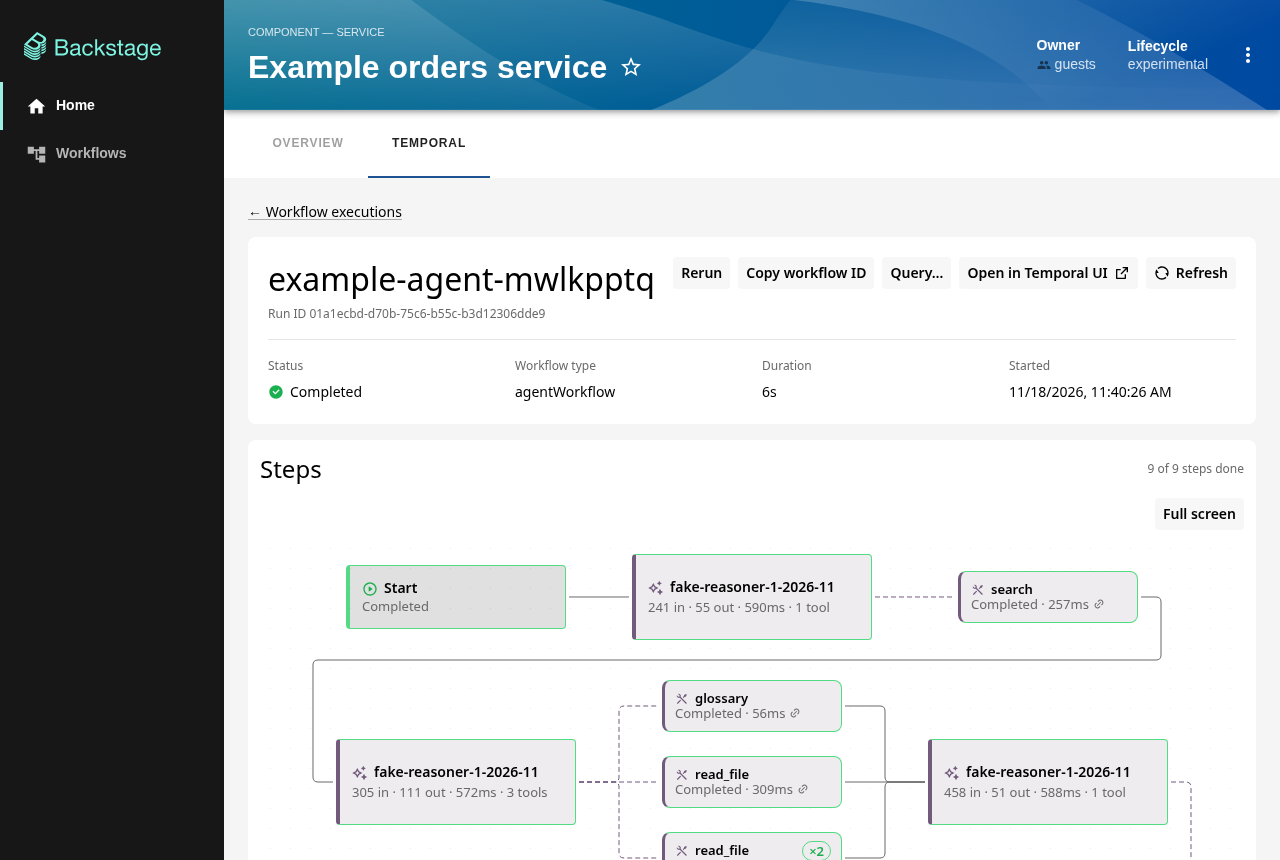 Backstage
Home
Workflows
COMPONENT — SERVICE
Example orders service
Owner
guests
Lifecycle
experimental
OVERVIEW
TEMPORAL
← Workflow executions
example-agent-mwlkpptq
Rerun
Copy workflow ID
Query...
Open in Temporal UI
Refresh
Run ID 01a1ecbd-d70b-75c6-b55c-b3d12306dde9
Status
Completed
Workflow type
agentWorkflow
Duration
6s
Started
11/18/2026, 11:40:26 AM
Steps
9 of 9 steps done
Full screen
Start
Completed
fake-reasoner-1-2026-11
241 in · 55 out · 590ms · 1 tool
search
Completed · 257ms
glossary
Completed · 56ms
fake-reasoner-1-2026-11
305 in · 111 out · 572ms · 3 tools
read_file
Completed · 309ms
fake-reasoner-1-2026-11
458 in · 51 out · 588ms · 1 tool
read_file
×2